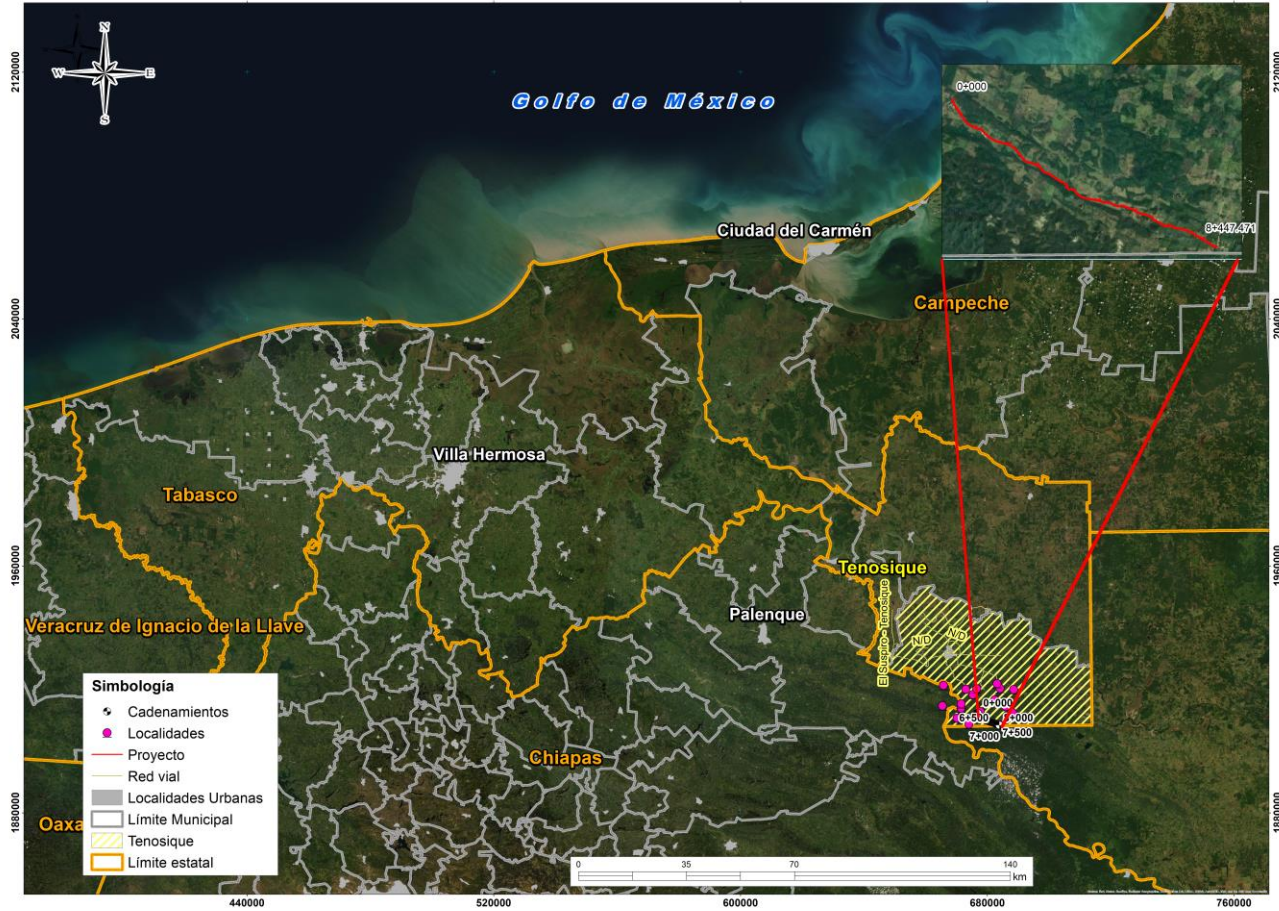 N
W
E
S
Golfo de México
2120000
2120000
0+000
8+447.471
Ciudad del Carmén
Campeche
2040000
2040000
Villa Hermosa
Tabasco
1960000
1960000
Tenosique
Palenque
El Suspiro - Tenosique
N/D
N/D
Veracruz de Ignacio de la Llave
0+000
6+500
7+000
7+500
Chiapas
1880000
1880000
Oaxa
Simbología
Cadenamientos
Localidades
Proyecto
Red vial
Localidades Urbanas
Límite Municipal
Tenosique
Límite estatal
0
35
70
140
km
440000
520000
600000
680000
760000